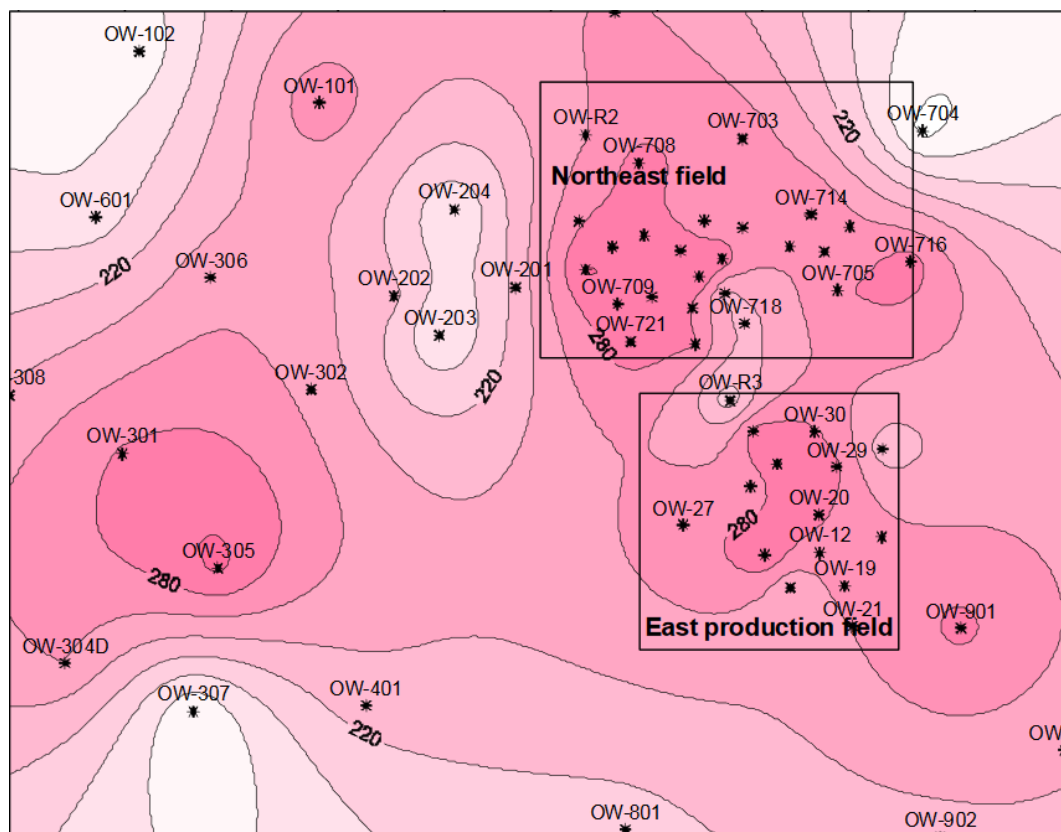 OW-102
OW-101
OW-704
OW-R2
OW-703
220
OW-708
Northeast field
OW-204
OW-714
OW-601
OW-716
220
OW-306
OW-202
OW-201
OW-705
OW-709
OW-718
OW-203
OW-721
280
-308
OW-302
220
OW-R3
OW-30
OW-301
OW-29
OW-20
OW-27
280
OW-12
OW-305
OW-19
280
OW-21
OW-901
East production field
OW-304D
OW-307
OW-401
220
OW
OW-801
OW-902